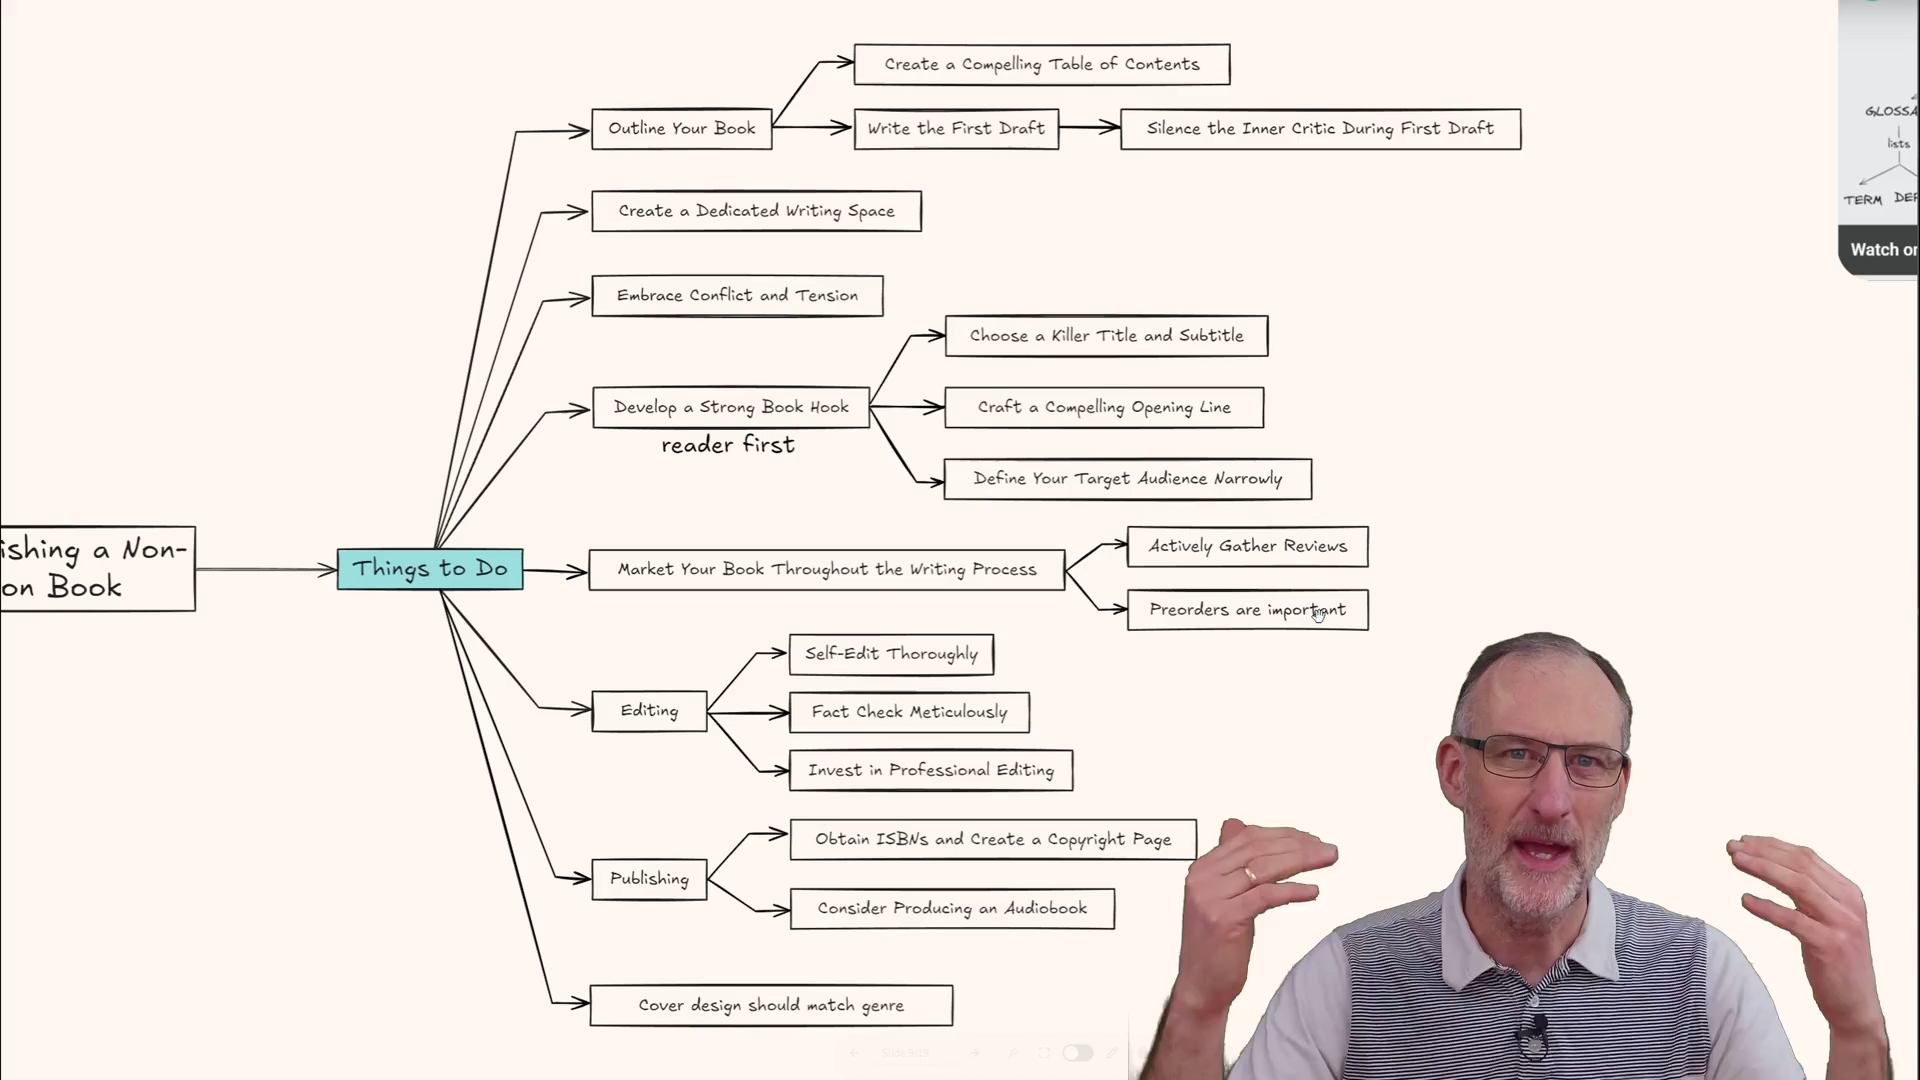 Create a Compelling Table of Contents
Outline Your Book
Write the First Draft
Silence the Inner Critic During First Draft
Create a Dedicated Writing Space
Embrace Conflict and Tension
Choose a Killer Title and Subtitle
Develop a Strong Book Hook
reader first
Craft a Compelling Opening Line
Define Your Target Audience Narrowly
ishing a Non-
on Book
Things to Do
Market Your Book Throughout the Writing Process
Actively Gather Reviews
Preorders are important
Editing
Self-Edit Thoroughly
Fact Check Meticulously
Invest in Professional Editing
Publishing
Obtain ISBNs and Create a Copyright Page
Consider Producing an Audiobook
Cover design should match genre
GLOSSA
lists
TERM DEF
Watch on